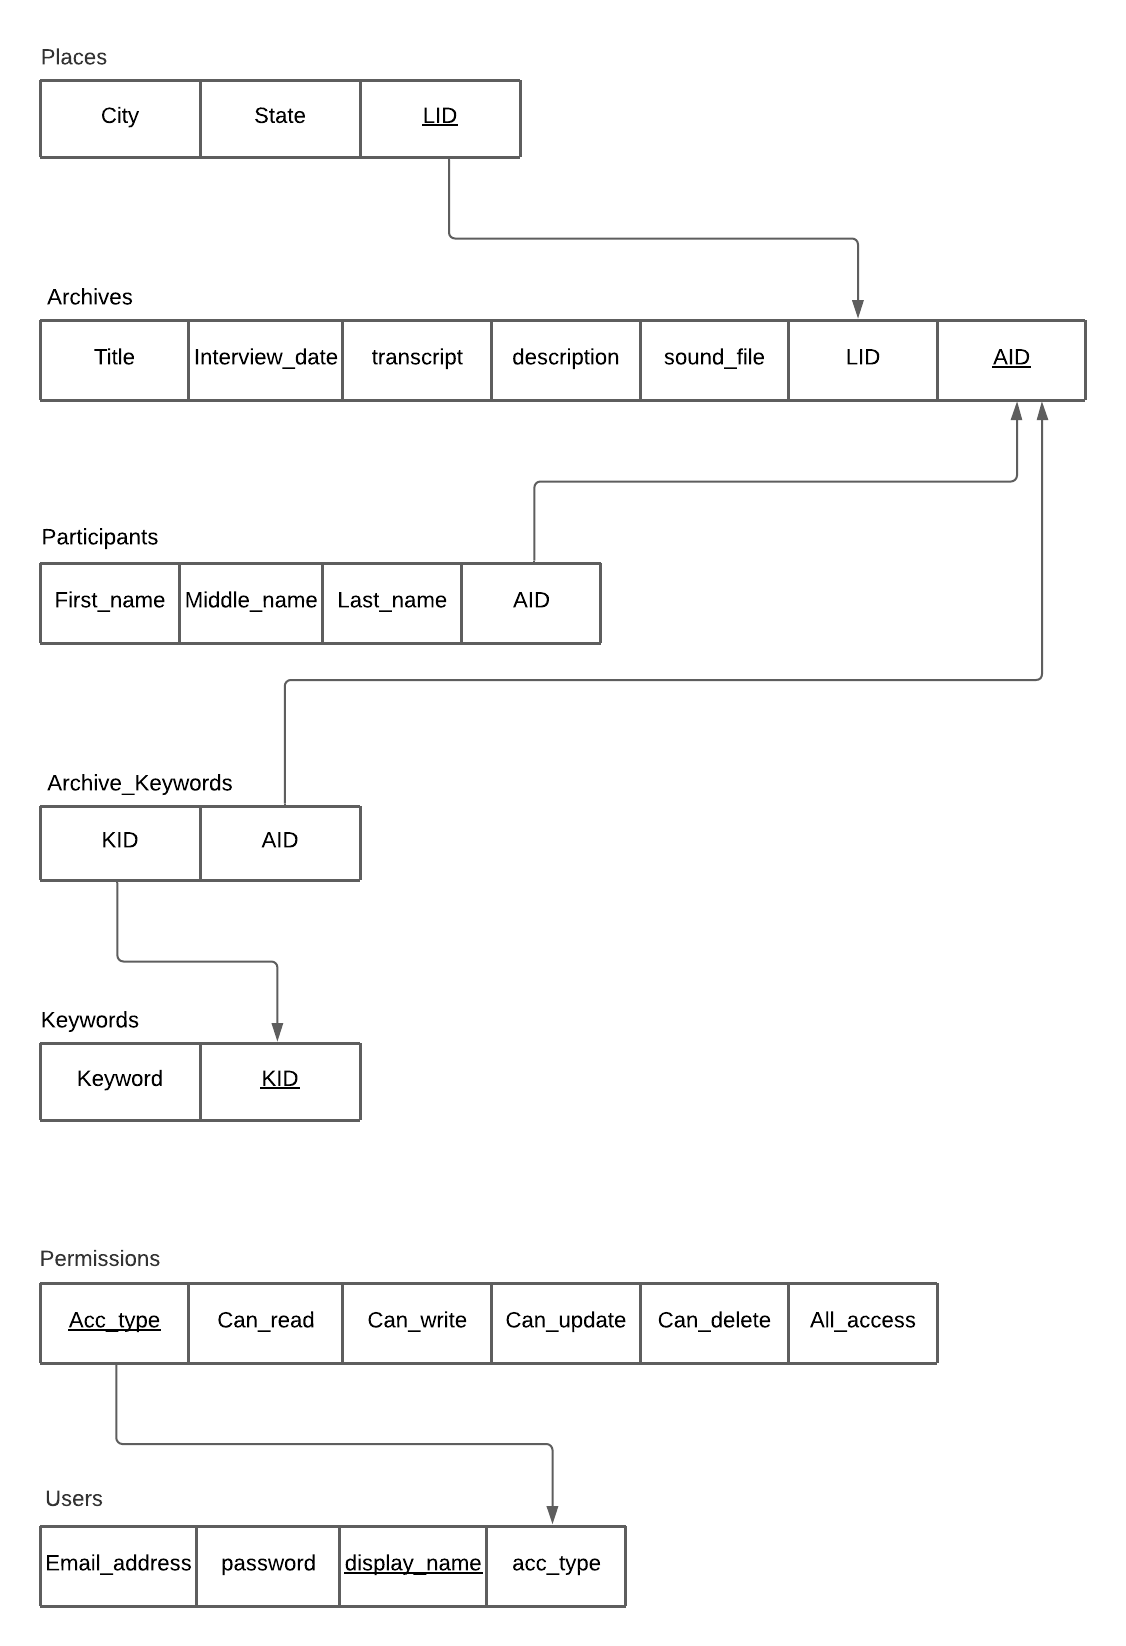 Places
City State LID
Archives
Title Interview_date transcript description sound_file LID AID
Participants
First_name Middle_name Last_name AID
Archive_Keywords
KID AID
Keywords
Keyword KID
Permissions
Acc_type Can_read Can_write Can_update Can_delete All_access
Users
Email_address password display_name acc_type